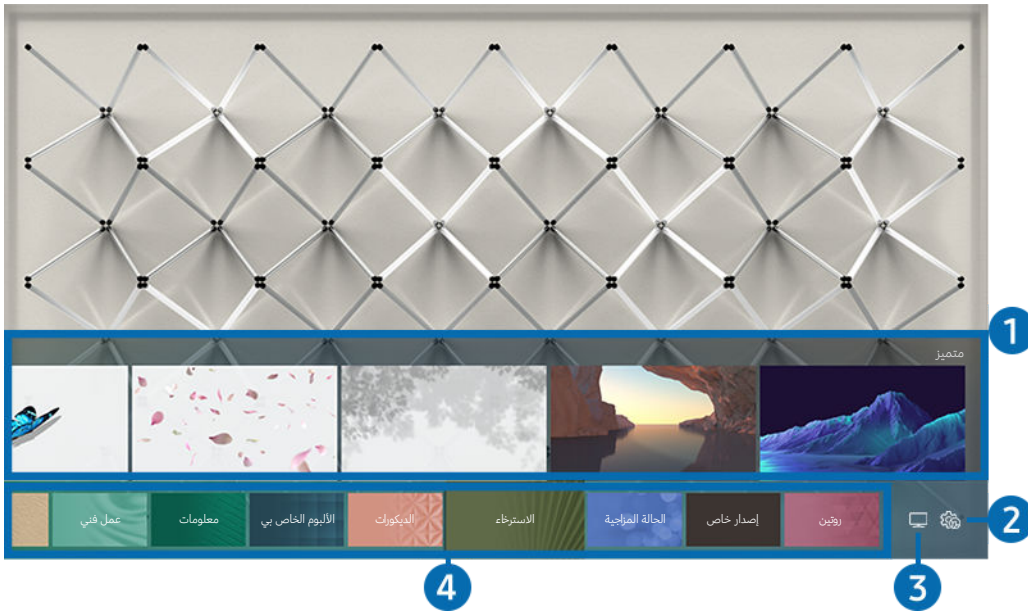 1
متميز
روتين
إصدار خاص
الحالة المزاجية
الاسترخاء
الديكورات
الألبوم الخاص بي
معلومات
عمل فني
2
3
4